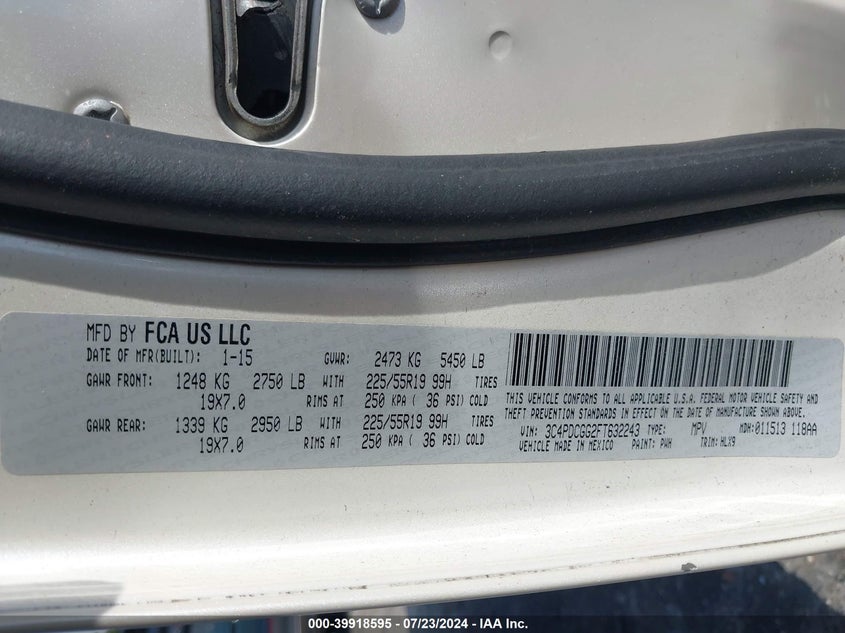 MFD BY FCA US LLC
DATE OF MFR(BUILT): 1-15 GVWR: 2473 KG 5450 LB
GAWR FRONT: 1248 KG 2750 LB WITH 225/55R19 99H TIRES
19X7.0 RIMS AT 250 KPA ( 36 PSI) COLD
GAWR REAR: 1339 KG 2950 LB WITH 225/55R19 99H TIRES
19X7.0 RIMS AT 250 KPA ( 36 PSI) COLD
THIS VEHICLE CONFORMS TO ALL APPLICABLE U.S.A. FEDERAL MOTOR VEHICLE SAFETY AND
THEFT PREVENTION STANDARDS IN EFFECT ON THE DATE OF MANUFACTURE SHOWN ABOVE.
VIN: 3C4PDCGG2FT632243 TYPE: MPV MDH: 011513 118AA
VEHICLE MADE IN MEXICO PAINT: PWH TRIM: HLX9
000-39918595 - 07/23/2024 - IAA Inc.